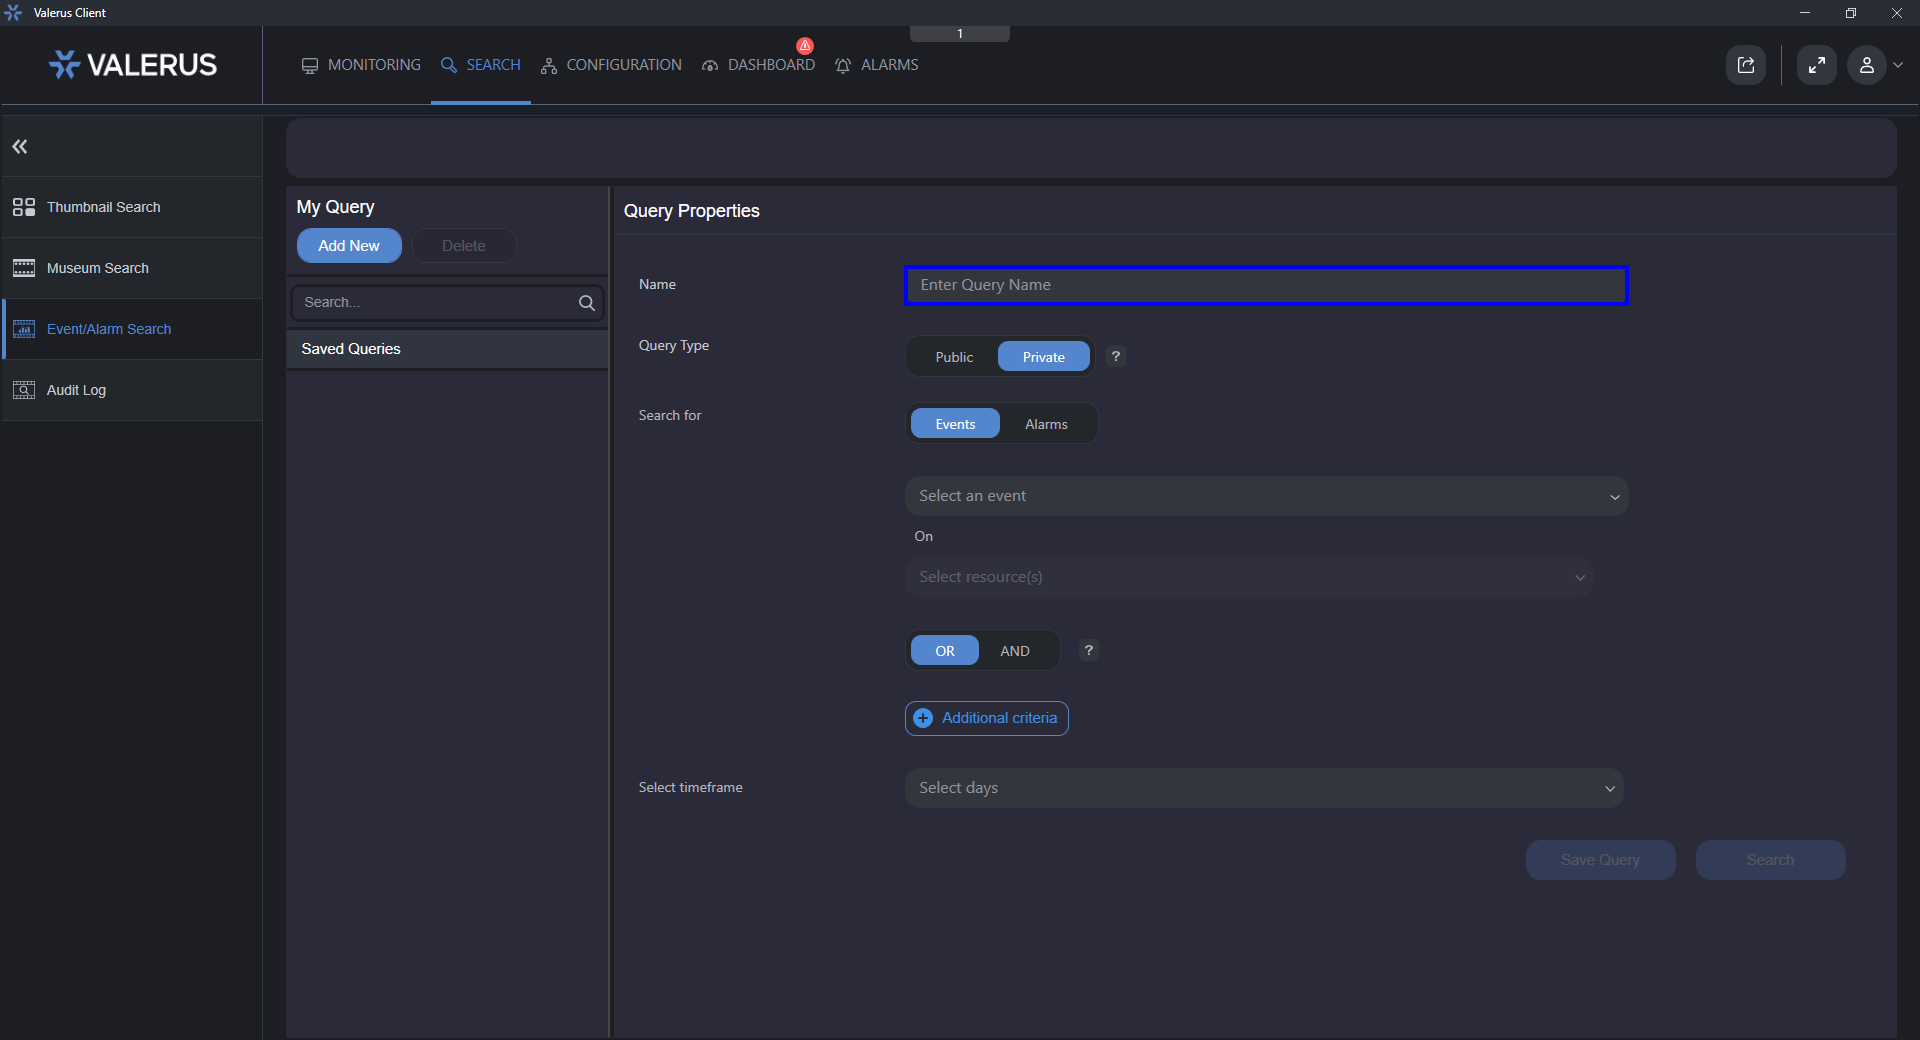 Valerus Client
1
VALERUS
MONITORING
SEARCH
CONFIGURATION
DASHBOARD
ALARMS
Thumbnail Search
Museum Search
Event/Alarm Search
Audit Log
My Query
Add New
Delete
Search...
Saved Queries
Query Properties
Name
Enter Query Name
Query Type
Public
Private
?
Search for
Events
Alarms
Select an event
On
Select resource(s)
OR
AND
?
Additional criteria
Select timeframe
Select days
Save Query
Search